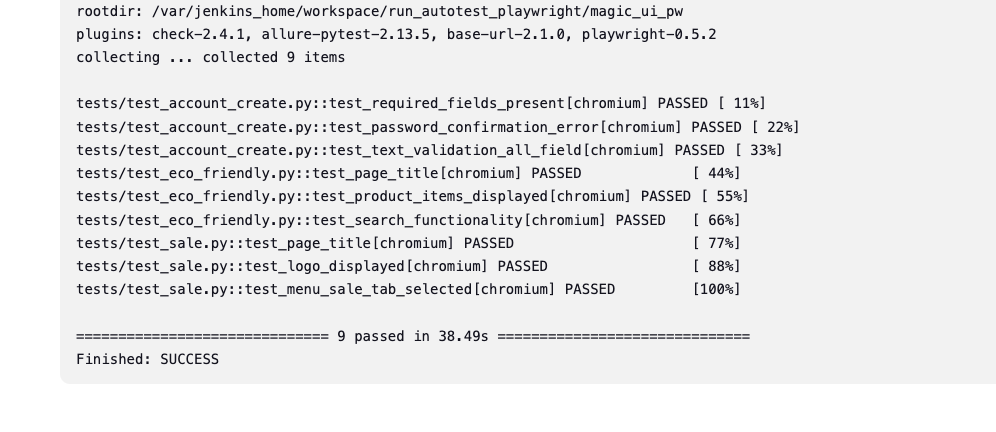 rootdir: /var/jenkins_home/workspace/run_autotest_playwright/magic_ui_pw
plugins: check-2.4.1, allure-pytest-2.13.5, base-url-2.1.0, playwright-0.5.2
collecting ... collected 9 items

tests/test_account_create.py::test_required_fields_present[chromium] PASSED [ 11%]
tests/test_account_create.py::test_password_confirmation_error[chromium] PASSED [ 22%]
tests/test_account_create.py::test_text_validation_all_field[chromium] PASSED [ 33%]
tests/test_eco_friendly.py::test_page_title[chromium] PASSED             [ 44%]
tests/test_eco_friendly.py::test_product_items_displayed[chromium] PASSED [ 55%]
tests/test_eco_friendly.py::test_search_functionality[chromium] PASSED   [ 66%]
tests/test_sale.py::test_page_title[chromium] PASSED                     [ 77%]
tests/test_sale.py::test_logo_displayed[chromium] PASSED                 [ 88%]
tests/test_sale.py::test_menu_sale_tab_selected[chromium] PASSED         [100%]

============================== 9 passed in 38.49s ==============================
Finished: SUCCESS